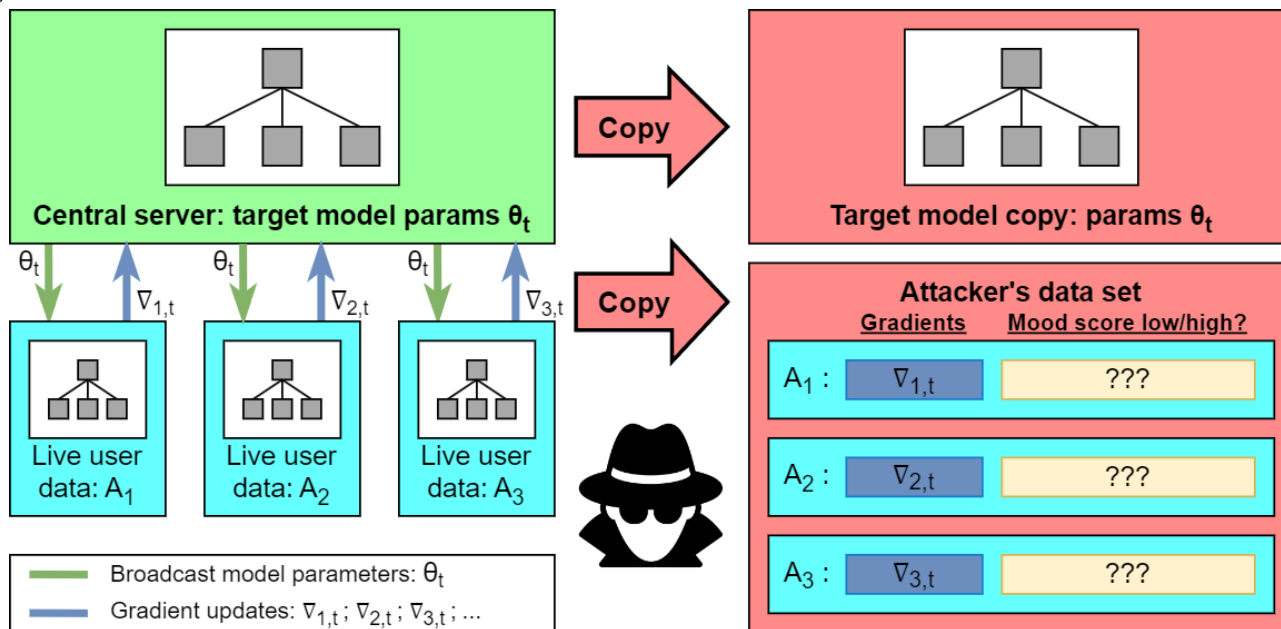 Central server: target model params θt
Copy
Target model copy: params θt
θt
∇1,t
θt
∇2,t
θt
∇3,t
Copy
Live user
data: A1
Live user
data: A2
Live user
data: A3
Attacker's data set
Gradients
Mood score low/high?
A1 :
∇1,t
???
A2 :
∇2,t
???
A3 :
∇3,t
???
Broadcast model parameters: θt
Gradient updates: ∇1,t ; ∇2,t ; ∇3,t ; ...